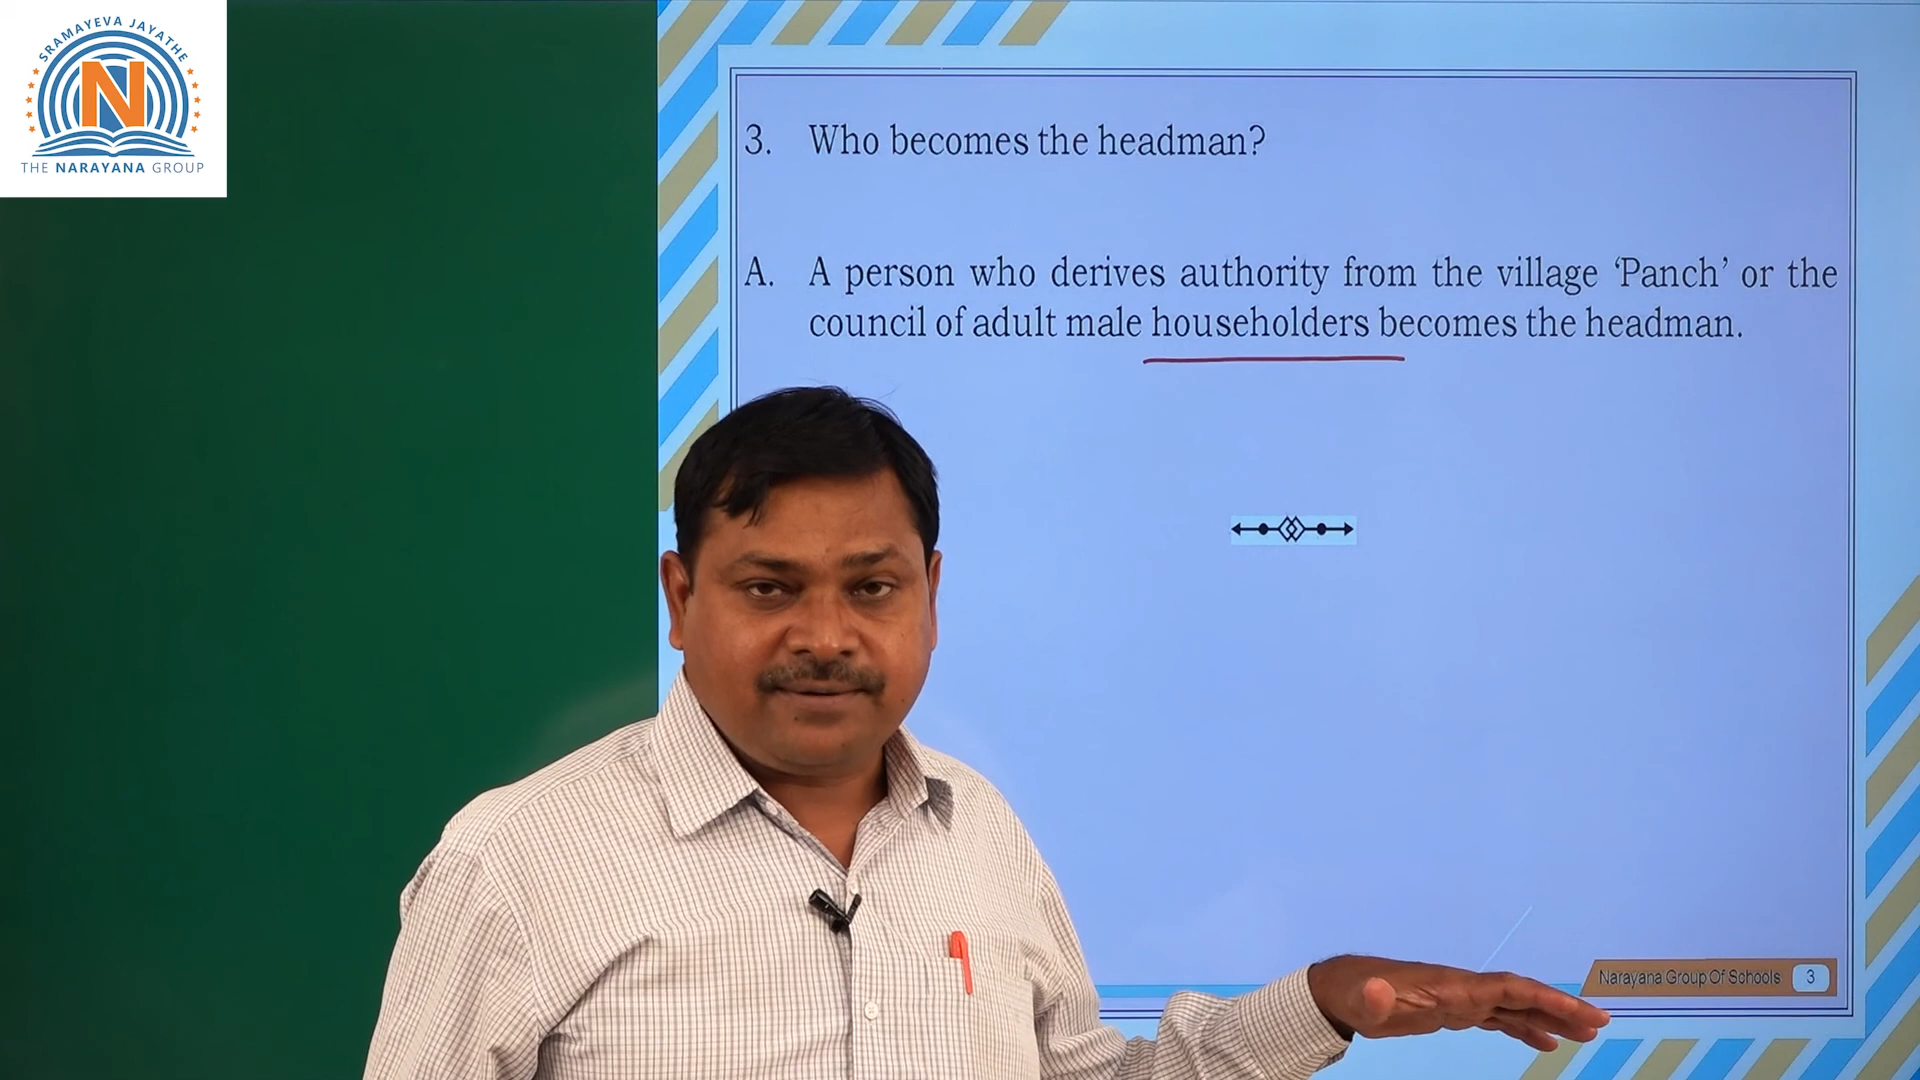 SRAMAYEVA JAYATHE
N
THE NARAYANA GROUP
3. Who becomes the headman?
A. A person who derives authority from the village ‘Panch’ or the
council of adult male householders becomes the headman.
Narayana Group Of Schools 3